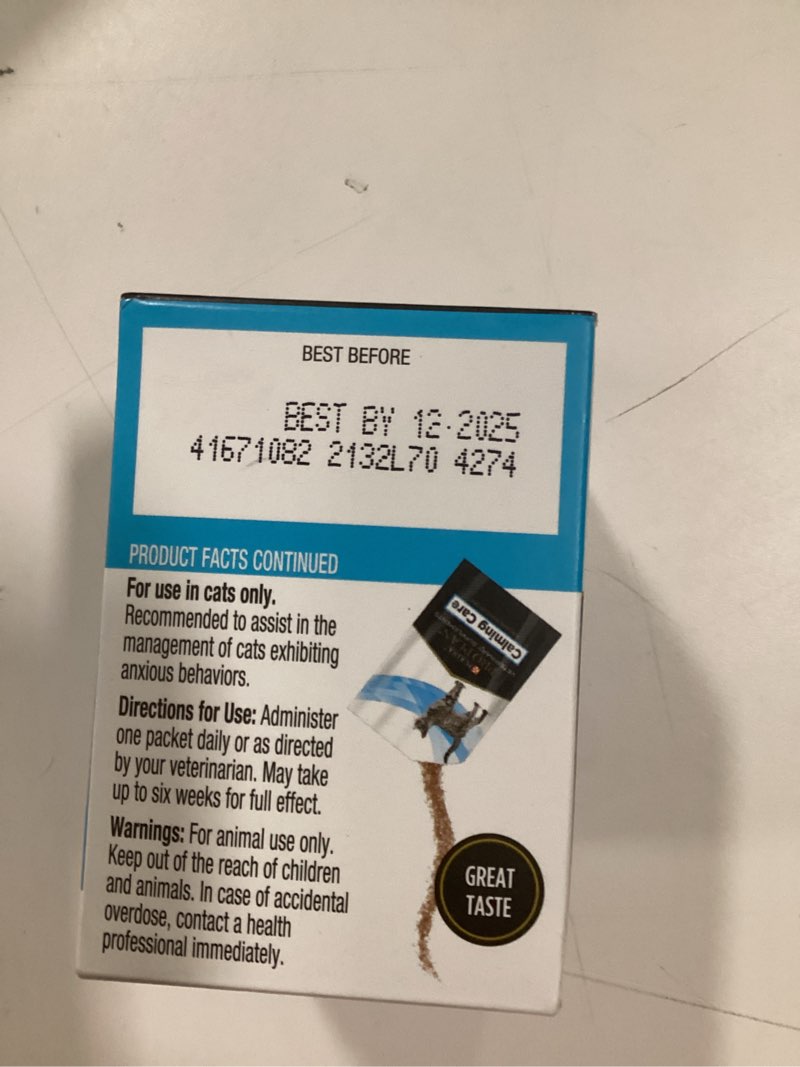 BEST BEFORE
BEST BY 12-2025
41671082 2132L70 4274
PRODUCT FACTS CONTINUED
For use in cats only.
Recommended to assist in the
management of cats exhibiting
anxious behaviors.
Directions for Use: Administer
one packet daily or as directed
by your veterinarian. May take
up to six weeks for full effect.
Warnings: For animal use only.
Keep out of the reach of children
and animals. In case of accidental
overdose, contact a health
professional immediately.
Calming Care
GREAT
TASTE